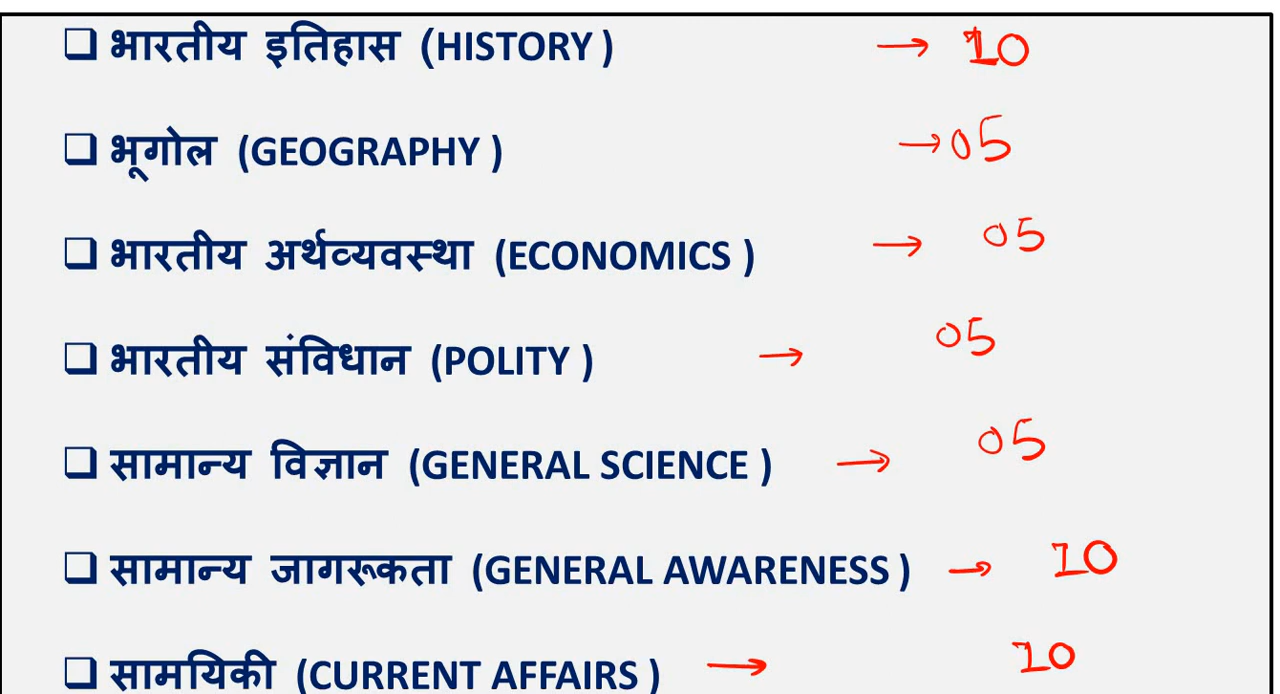 ❑ भारतीय इतिहास (HISTORY ) → 10
❑ भूगोल (GEOGRAPHY ) → 05
❑ भारतीय अर्थव्यवस्था (ECONOMICS ) → 05
❑ भारतीय संविधान (POLITY ) → 05
❑ सामान्य विज्ञान (GENERAL SCIENCE ) → 05
❑ सामान्य जागरूकता (GENERAL AWARENESS ) → 10
❑ सामयिकी (CURRENT AFFAIRS ) → 10